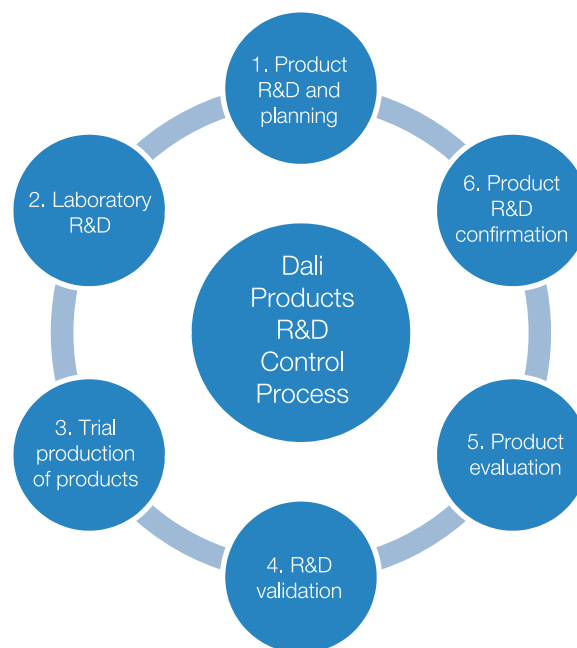 1. Product
R&D and
planning
2. Laboratory
R&D
3. Trial
production
of products
4. R&D
validation
5. Product
evaluation
6. Product
R&D
confirmation
Dali
Products
R&D
Control
Process